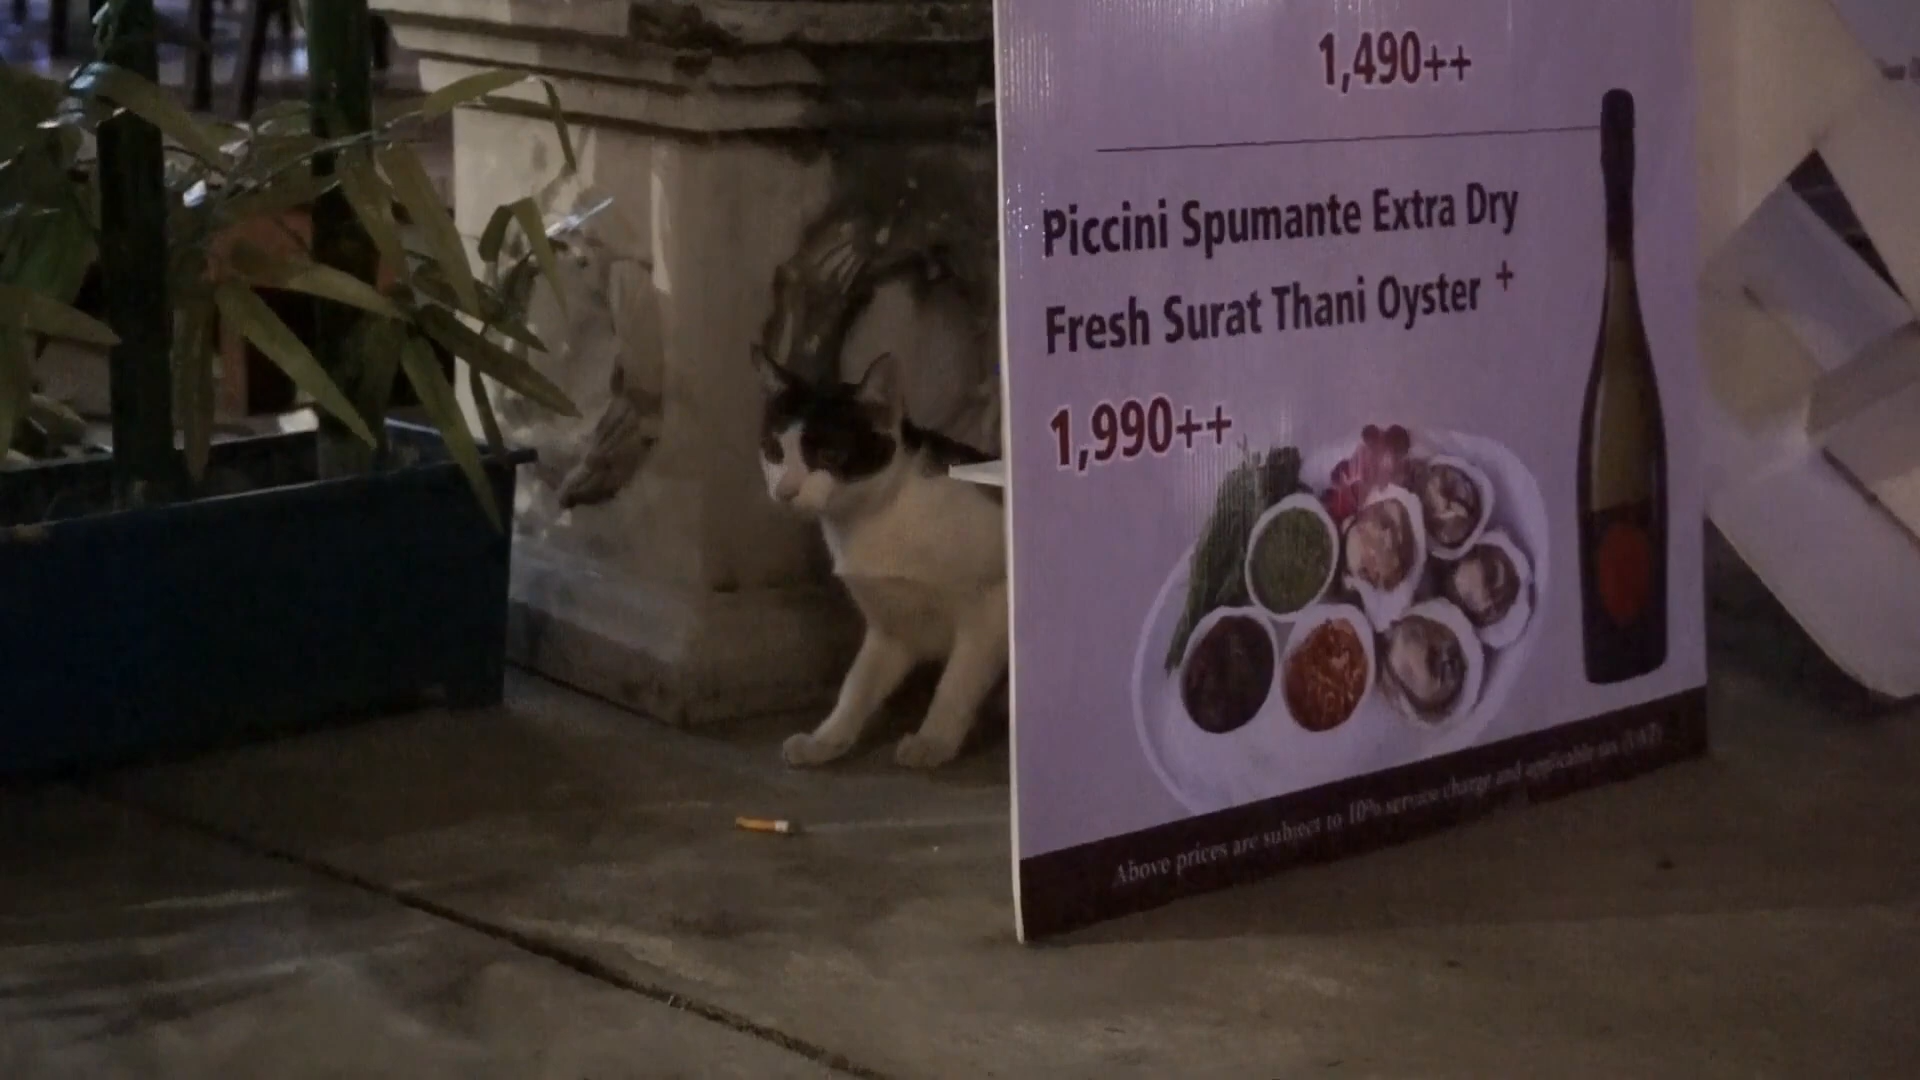 1,490++
Piccini Spumante Extra Dry
Fresh Surat Thani Oyster +
1,990++
Above prices are subject to 10% service charge and applicable tax (VAT)